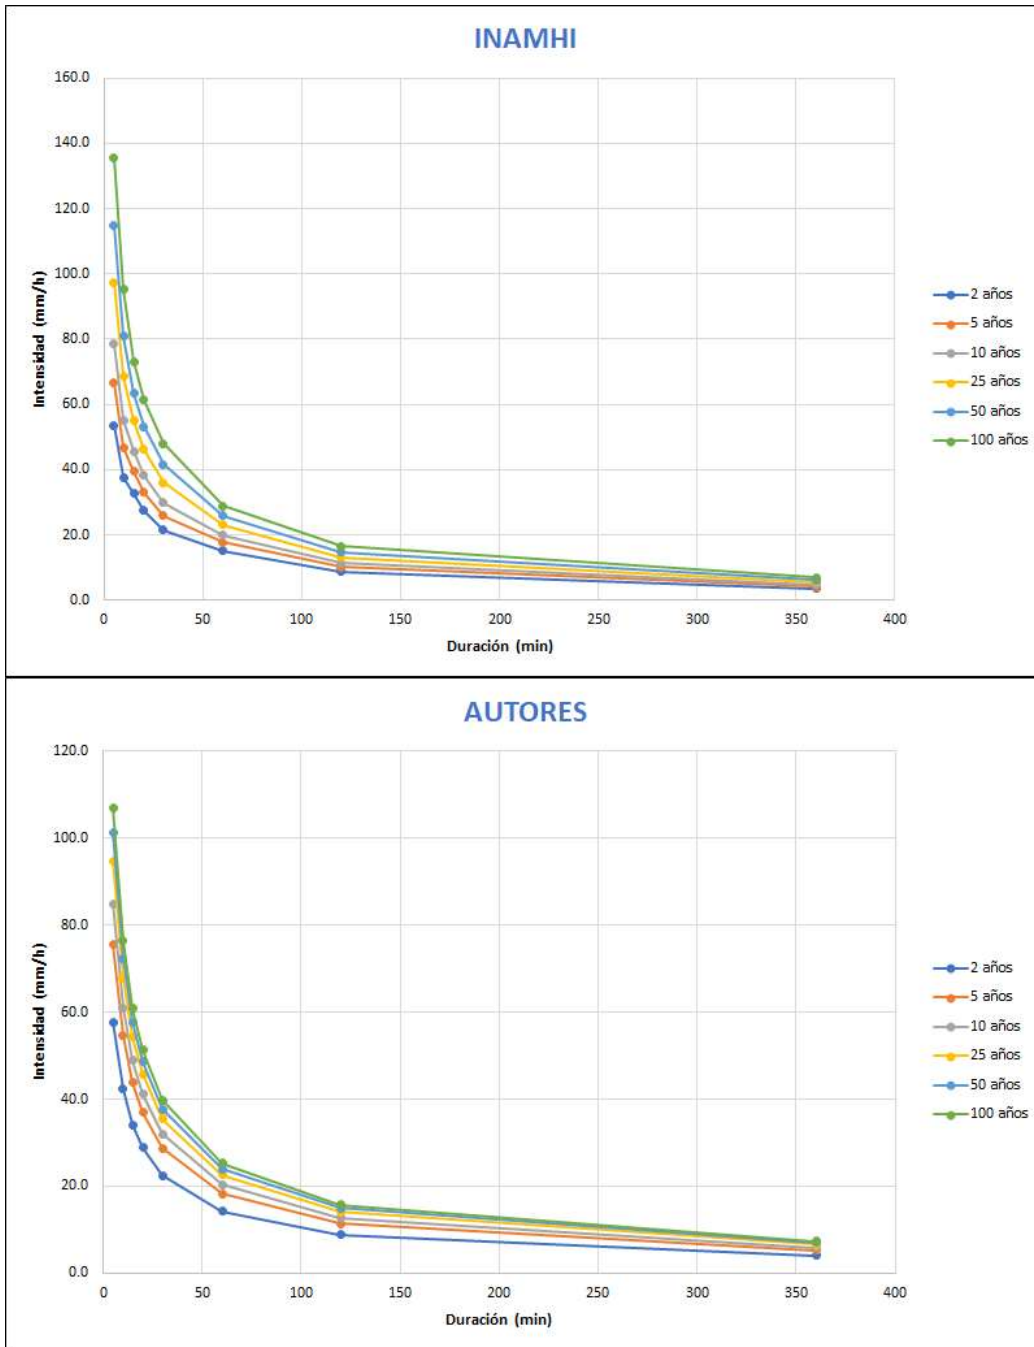 INAMHI
160.0
140.0
120.0
100.0
80.0
60.0
40.0
20.0
0.0
Intensidad (mm/h)
0 50 100 150 200 250 300 350 400
Duración (min)
2 años
5 años
10 años
25 años
50 años
100 años
AUTORES
120.0
100.0
80.0
60.0
40.0
20.0
0.0
Intensidad (mm/h)
0 50 100 150 200 250 300 350 400
Duración (min)
2 años
5 años
10 años
25 años
50 años
100 años